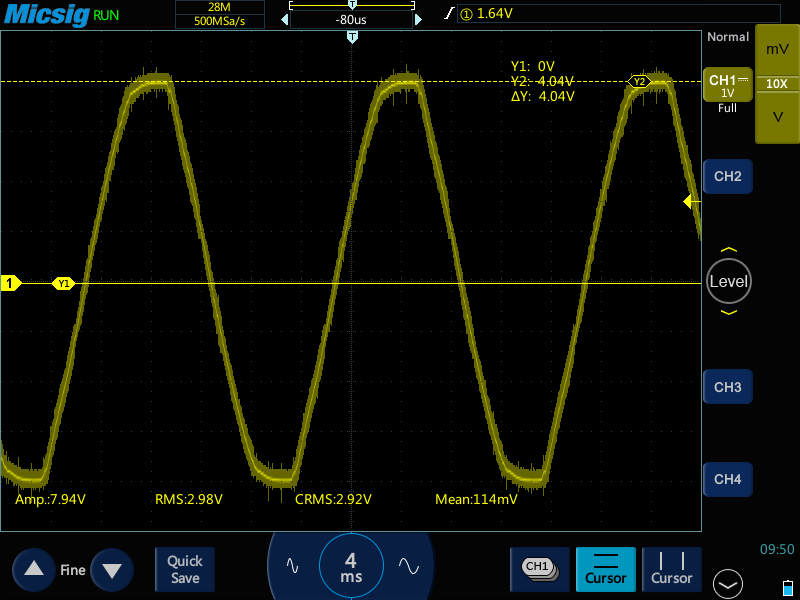 Micsig RUN
28M
500MSa/s
T
-80us
① 1.64V
T
Normal
mV
10X
V
CH1
1V
Full
Y1: 0V
Y2: 4.04V
ΔY: 4.04V
Y2
CH2
1
Y1
Level
CH3
CH4
Amp.:7.94V RMS:2.98V CRMS:2.92V Mean:114mV
Fine
Quick
Save
4
ms
CH1
Cursor
Cursor
09:50